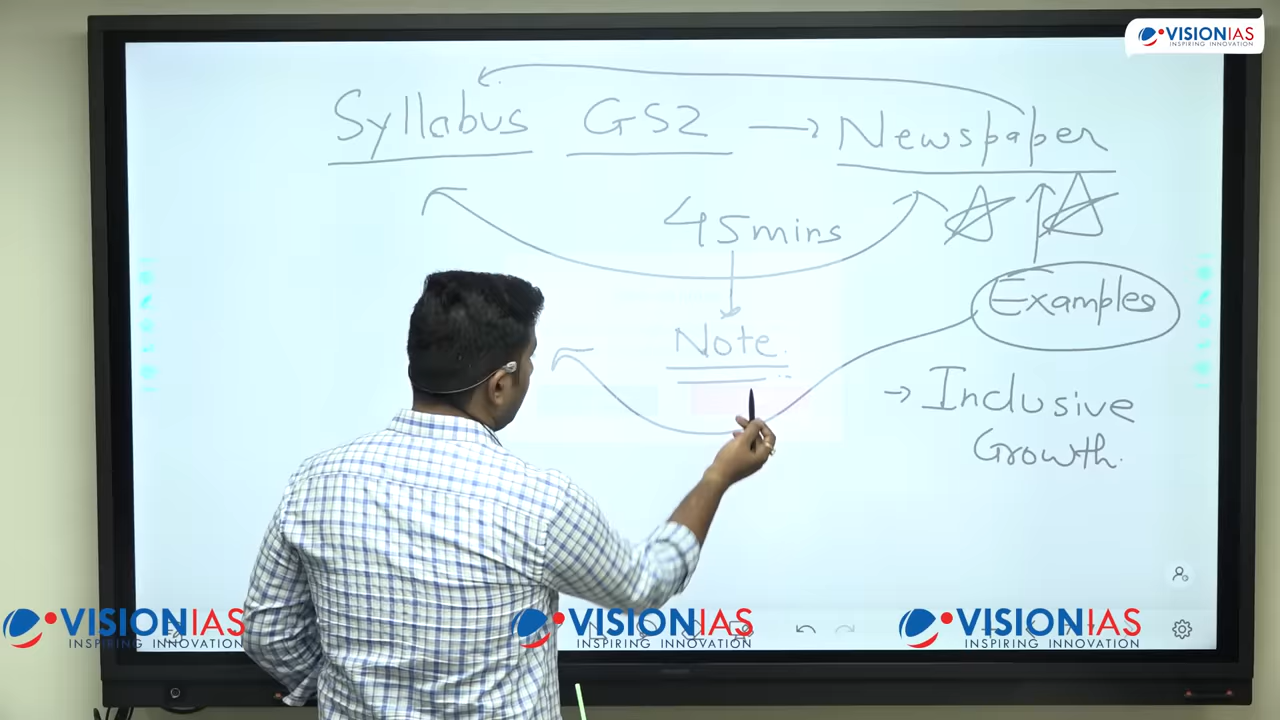 VISIONIAS
INSPIRING INNOVATION
Syllabus GS2 → Newspaper
45mins
Examples
Note
→ Inclusive
Growth.
VISIONIAS
INSPIRING INNOVATION
VISIONIAS
INSPIRING INNOVATION
VISIONIAS
INSPIRING INNOVATION